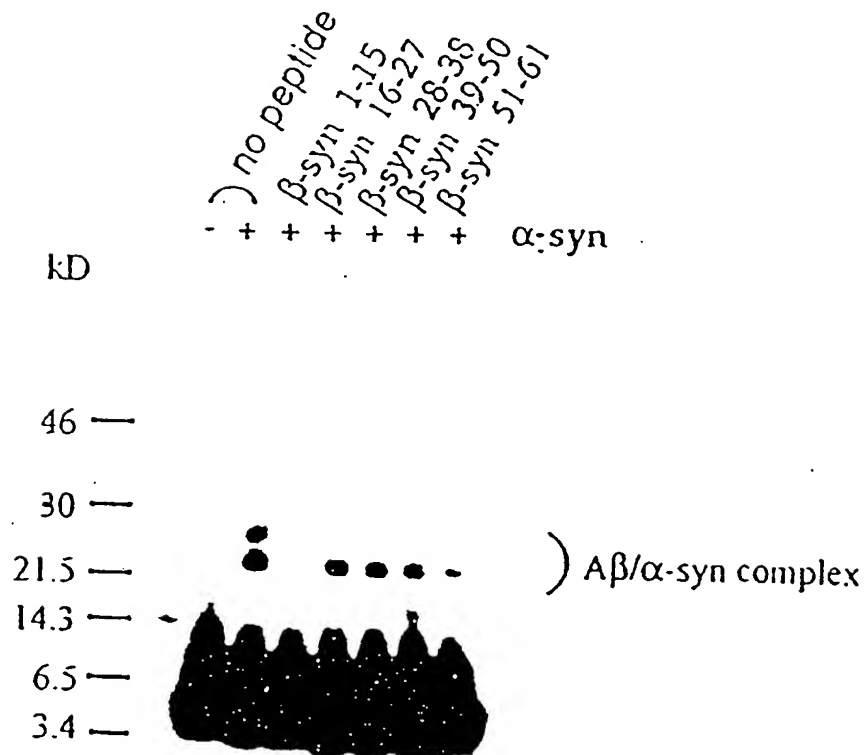 ) no peptide
β-syn 1-15
β-syn 16-27
β-syn 28-38
β-syn 39-50
β-syn 51-61
- + + + + + + α-syn
kD
46
30
21.5
14.3
6.5
3.4
) Aβ/α-syn complex